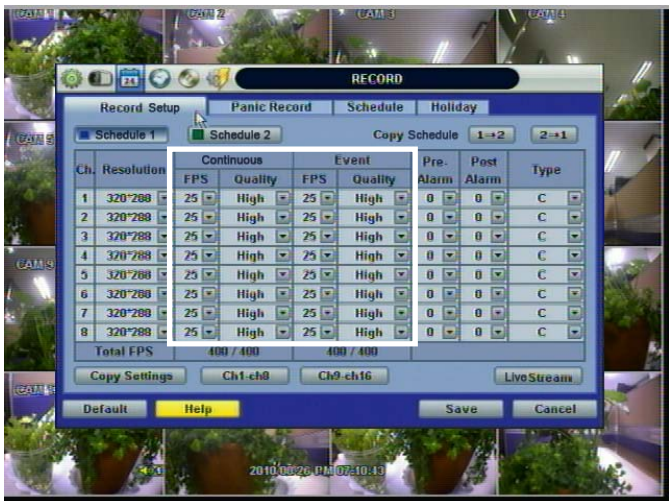 CAM 2
CAM 3
CAM 4
24
RECORD
Record Setup Panic Record Schedule Holiday
Schedule 1 Schedule 2 Copy Schedule 1→2 2→1
Ch. Resolution Continuous Event Pre-Alarm Post Alarm Type
FPS Quality FPS Quality
1 320*288 25 High 25 High 0 0 C
2 320*288 25 High 25 High 0 0 C
3 320*288 25 High 25 High 0 0 C
4 320*288 25 High 25 High 0 0 C
5 320*288 25 High 25 High 0 0 C
6 320*288 25 High 25 High 0 0 C
7 320*288 25 High 25 High 0 0 C
8 320*288 25 High 25 High 0 0 C
Total FPS 400 / 400 400 / 400
Copy Settings Ch1-ch8 Ch9-ch16 LiveStream
Default Help Save Cancel
CAM 5
CAM 9